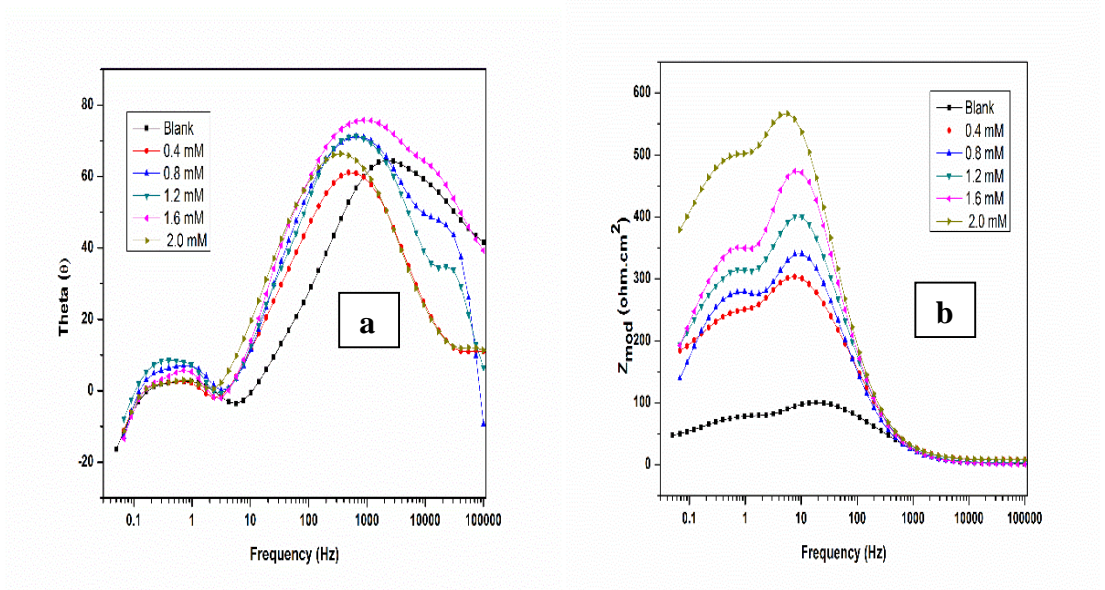 80
60
40
20
0
-20
Theta (θ)
Blank
0.4 mM
0.8 mM
1.2 mM
1.6 mM
2.0 mM
a
0.1
1
10
100
1000
10000
100000
Frequency (Hz)
600
500
400
300
200
100
0
Zmod (ohm.cm2)
Blank
0.4 mM
0.8 mM
1.2 mM
1.6 mM
2.0 mM
b
0.1
1
10
100
1000
10000
100000
Frequency (Hz)